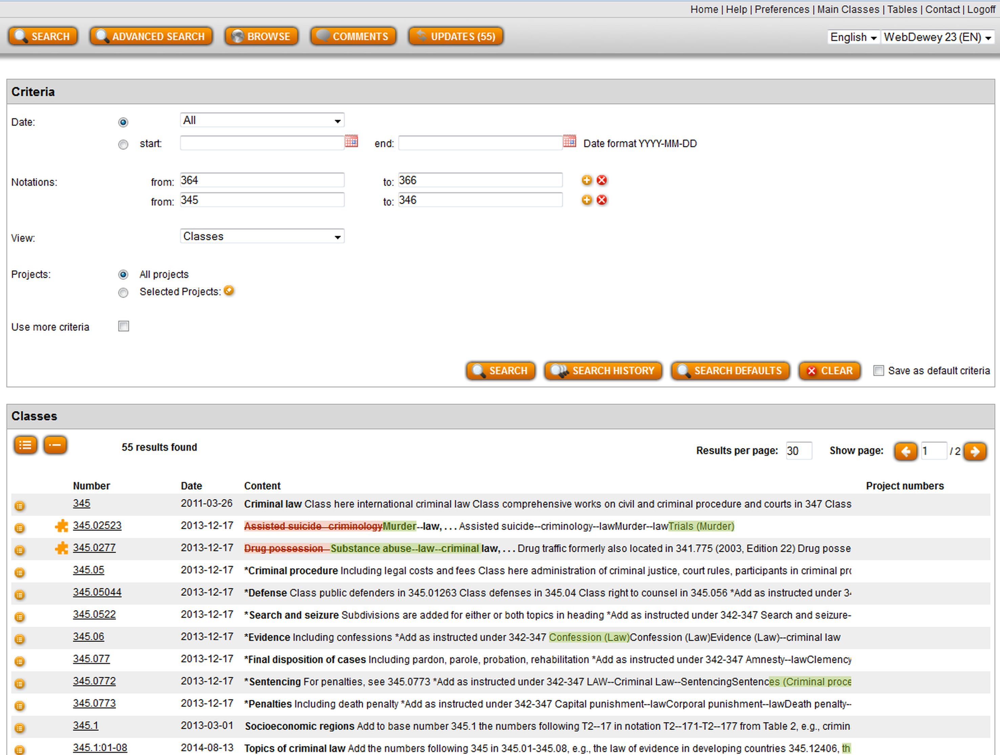 Home | Help | Preferences | Main Classes | Tables | Contact | Logoff
SEARCH ADVANCED SEARCH BROWSE COMMENTS UPDATES (55) English WebDewey 23 (EN)
Criteria
Date: All
start: end: Date format YYYY-MM-DD
Notations: from: 364 to: 366
from: 345 to: 346
View: Classes
Projects: All projects
Selected Projects:
Use more criteria
SEARCH SEARCH HISTORY SEARCH DEFAULTS CLEAR Save as default criteria
Classes
55 results found Results per page: 30 Show page: 1 / 2
Number Date Content Project numbers
345 2011-03-26 Criminal law Class here international criminal law Class comprehensive works on civil and criminal procedure and courts in 347 Class
345.02523 2013-12-17 Assisted suicide--criminologyMurder--law, ... Assisted suicide--criminology--lawMurder--lawTrials (Murder)
345.0277 2013-12-17 Drug possession--Substance abuse--law--criminal law, ... Drug traffic formerly also located in 341.775 (2003, Edition 22) Drug posse
345.05 2013-12-17 *Criminal procedure Including legal costs and fees Class here administration of criminal justice, court rules, participants in criminal pro
345.05044 2013-12-17 *Defense Class public defenders in 345.01263 Class defenses in 345.04 Class right to counsel in 345.056 *Add as instructed under 34
345.0522 2013-12-17 *Search and seizure Subdivisions are added for either or both topics in heading *Add as instructed under 342-347 Search and seizure-
345.06 2013-12-17 *Evidence Including confessions *Add as instructed under 342-347 Confession (Law)Confession (Law)Evidence (Law)--criminal law
345.077 2013-12-17 *Final disposition of cases Including pardon, parole, probation, rehabilitation *Add as instructed under 342-347 Amnesty--lawClemency
345.0772 2013-12-17 *Sentencing For penalties, see 345.0773 *Add as instructed under 342-347 LAW--Criminal Law--SentencingSentences (Criminal proce
345.0773 2013-12-17 *Penalties Including death penalty *Add as instructed under 342-347 Capital punishment--lawCorporal punishment--lawDeath penalty--
345.1 2013-03-01 Socioeconomic regions Add to base number 345.1 the numbers following T2--17 in notation T2--171-T2--177 from Table 2, e.g., crimin
345.1:01-08 2014-08-13 Topics of criminal law Add the numbers following 345 in 345.01-345.08, e.g., the law of evidence in developing countries 345.12406, th